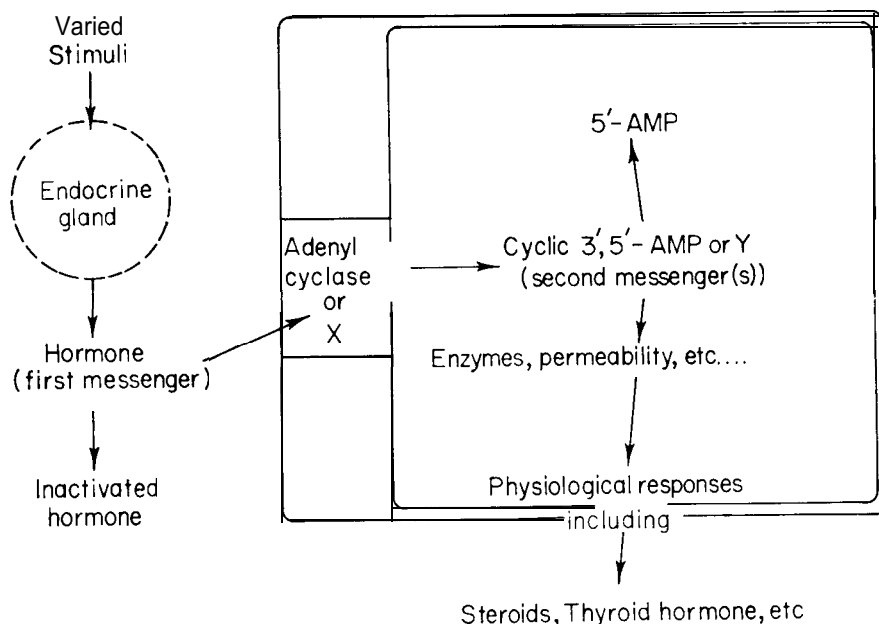 Varied
Stimuli
Endocrine
gland
Hormone
(first messenger)
Inactivated
hormone
Adenyl
cyclase
or
X
5′-AMP
Cyclic 3′,5′-AMP or Y
(second messenger(s))
Enzymes, permeability, etc....
Physiological responses
including
Steroids, Thyroid hormone, etc